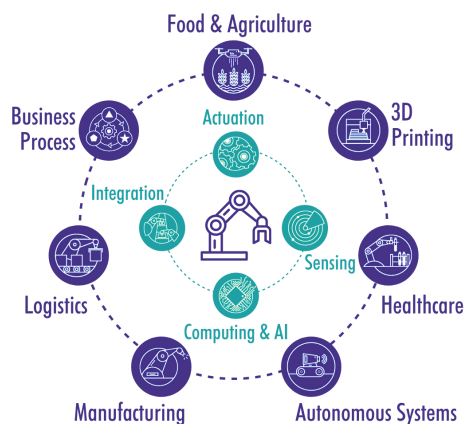 Food & Agriculture
Actuation
Business
Process
3D
Printing
Integration
Sensing
Logistics
Healthcare
Computing & AI
Manufacturing
Autonomous Systems